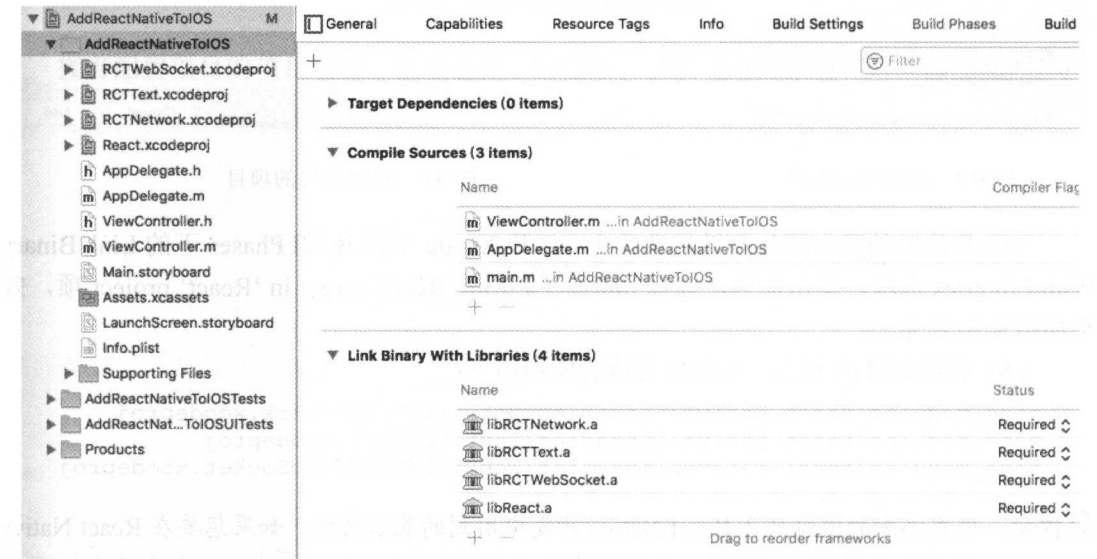 AddReactNativeToIOS M
AddReactNativeToIOS
RCTWebSocket.xcodeproj
RCTText.xcodeproj
RCTNetwork.xcodeproj
React.xcodeproj
AppDelegate.h
AppDelegate.m
ViewController.h
ViewController.m
Main.storyboard
Assets.xcassets
LaunchScreen.storyboard
Info.plist
Supporting Files
AddReactNativeToIOSTests
AddReactNat...ToIOSUITests
Products
General Capabilities Resource Tags Info Build Settings Build Phases Build
Filter
Target Dependencies (0 items)
Compile Sources (3 items)
Name Compiler Flag
ViewController.m ...in AddReactNativeToIOS
AppDelegate.m ...in AddReactNativeToIOS
main.m ...in AddReactNativeToIOS
Link Binary With Libraries (4 items)
Name Status
libRCTNetwork.a Required
libRCTText.a Required
libRCTWebSocket.a Required
libReact.a Required
Drag to reorder frameworks